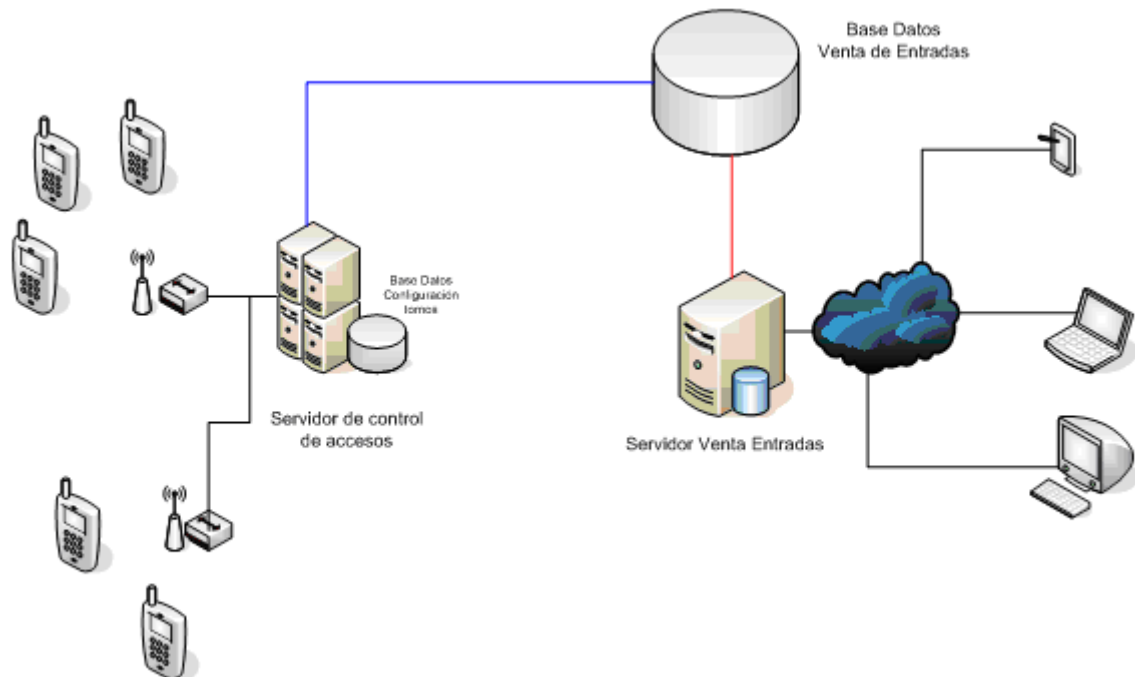 Base Datos
Venta de Entradas
Base Datos
Configuración
tornos
Servidor de control
de accesos
Servidor Venta Entradas